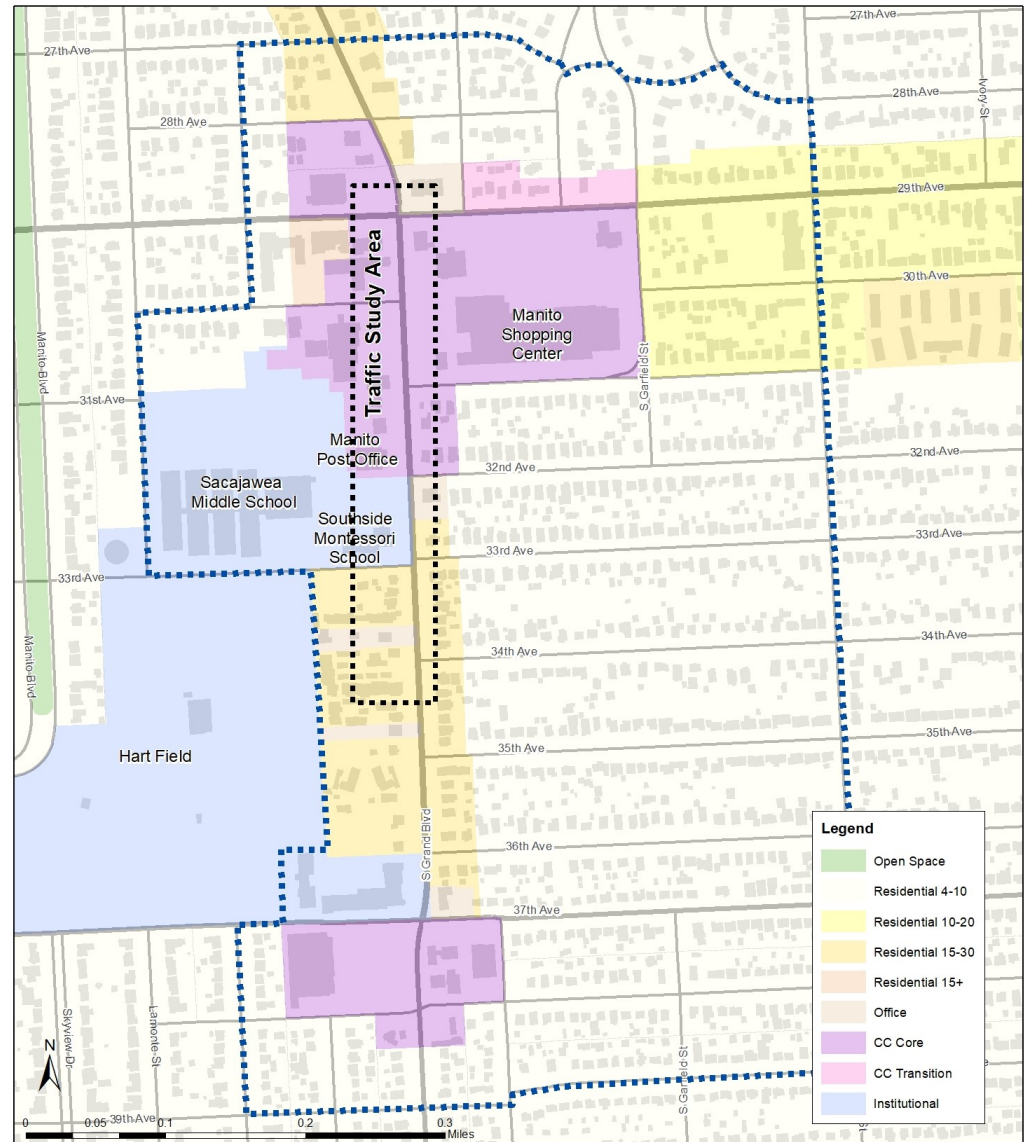 27th Ave
27th Ave
Ivory St
28th Ave
28th Ave
29th Ave
Traffic Study Area
30th Ave
Manito
Shopping
Center
Manito Blvd
S Garfield St
31st Ave
Manito
Post Office
32nd Ave
32nd Ave
Sacajawea
Middle School
Southside
Montessori
School
33rd Ave
33rd Ave
33rd Ave
34th Ave
34th Ave
Manito Blvd
35th Ave
35th Ave
Hart Field
S Grand Blvd
36th Ave
37th Ave
Legend
Open Space
Residential 4-10
Residential 10-20
Residential 15-30
Residential 15+
Office
CC Core
CC Transition
Institutional
Skyview Dr
Lamonte St
S Garfield St
N
39th Ave
0 0.05 0.1 0.2 0.3
Miles